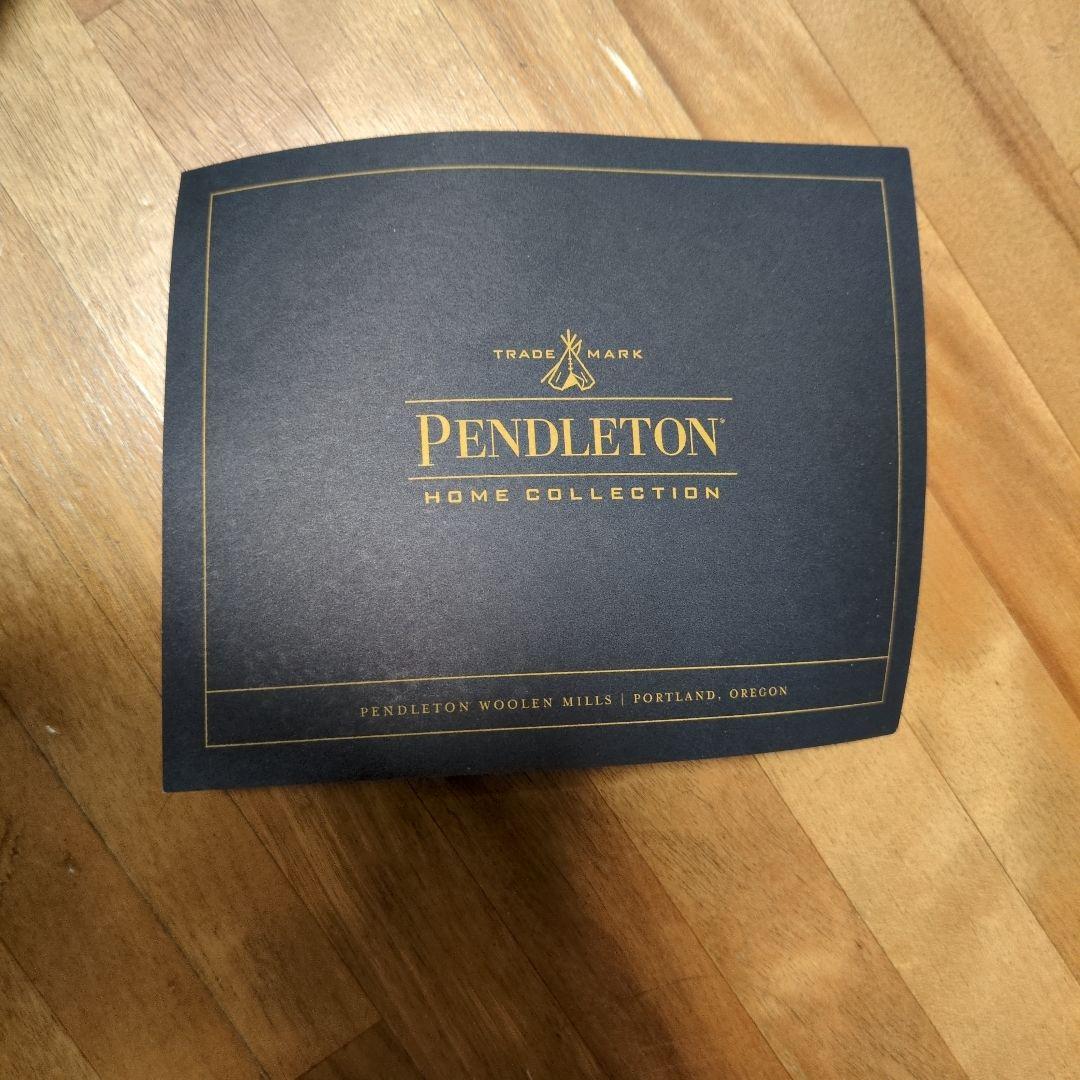 TRADE MARK
PENDLETON®
HOME COLLECTION
PENDLETON WOOLEN MILLS | PORTLAND, OREGON